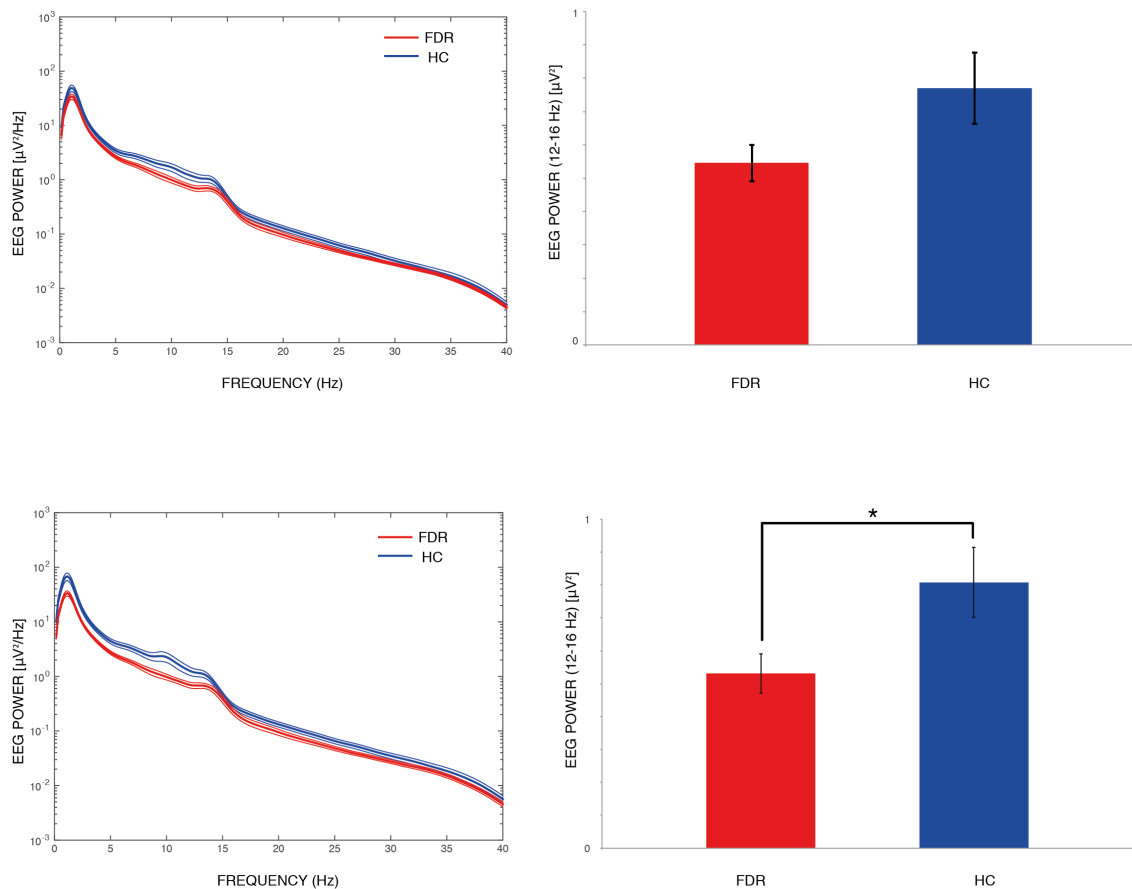 EEG POWER [µV²/Hz]
10³
10²
10¹
10⁰
10⁻¹
10⁻²
10⁻³
0 5 10 15 20 25 30 35 40
FREQUENCY (Hz)
FDR
HC
EEG POWER (12-16 Hz) [µV²]
1
0
FDR HC
EEG POWER [µV²/Hz]
10³
10²
10¹
10⁰
10⁻¹
10⁻²
10⁻³
0 5 10 15 20 25 30 35 40
FREQUENCY (Hz)
FDR
HC
EEG POWER (12-16 Hz) [µV²]
1
0
*
FDR HC